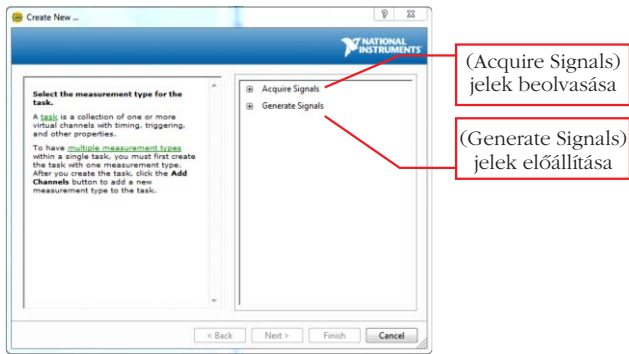 Create New ...
NATIONAL
INSTRUMENTS
Select the measurement type for the
task.
A task is a collection of one or more
virtual channels with timing, triggering,
and other properties.
To have multiple measurement types
within a single task, you must first create
the task with one measurement type.
After you create the task, click the Add
Channels button to add a new
measurement type to the task.
Acquire Signals
Generate Signals
< Back
Next >
Finish
Cancel
(Acquire Signals)
jelek beolvasása
(Generate Signals)
jelek előállítása